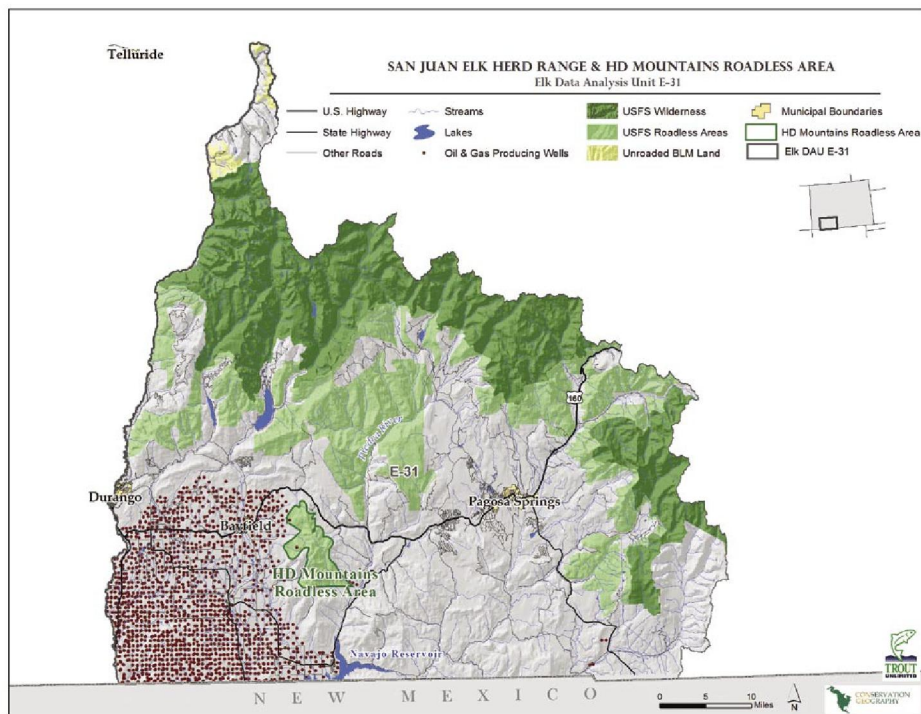 Telluride
SAN JUAN ELK HERD RANGE & HD MOUNTAINS ROADLESS AREA
Elk Data Analysis Unit E-31
U.S. Highway
State Highway
Other Roads
Streams
Lakes
Oil & Gas Producing Wells
USFS Wilderness
USFS Roadless Areas
Unroaded BLM Land
Municipal Boundaries
HD Mountains Roadless Area
Elk DAU E-31
160
Piedra River
E-31
Durango
Pagosa Springs
Bayfield
HD Mountains
Roadless Area
Navajo Reservoir
NEW MEXICO
0 5 10
Miles
N
TROUT
UNLIMITED
CONSERVATION
GEOGRAPHY